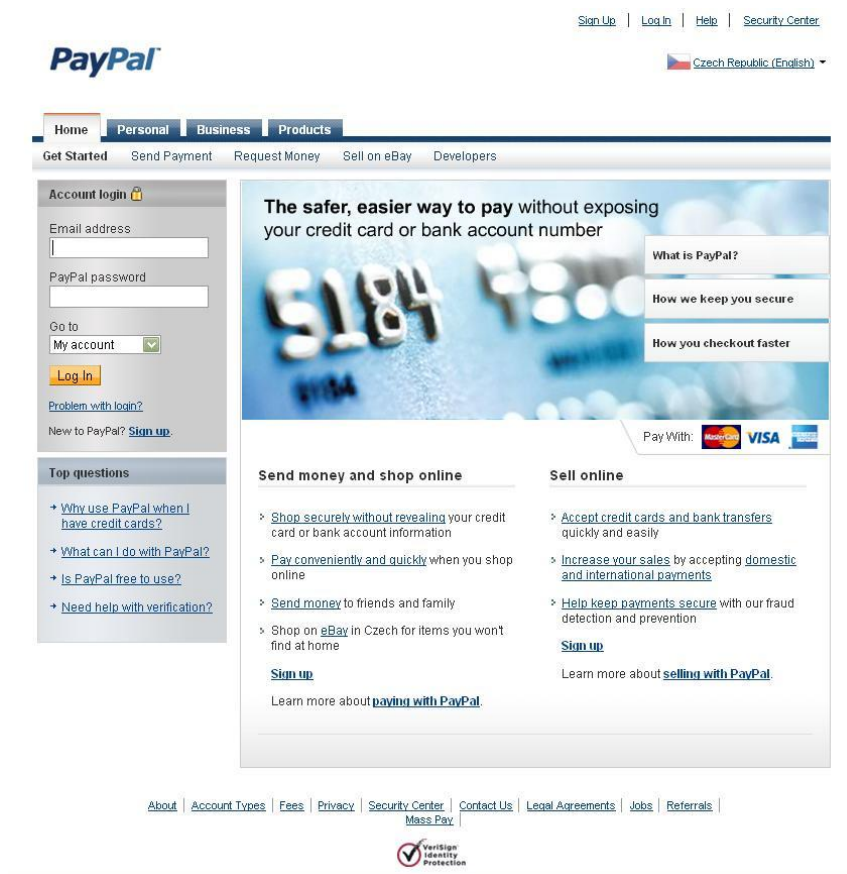 Sign Up | Log In | Help | Security Center
PayPal
Czech Republic (English)
Home Personal Business Products
Get Started Send Payment Request Money Sell on eBay Developers
Account login
Email address
PayPal password
Go to
My account
Log In
Problem with login?
New to PayPal? Sign up.
The safer, easier way to pay without exposing
your credit card or bank account number
What is PayPal?
How we keep you secure
How you checkout faster
5184
5184
Pay With: MasterCard VISA
Top questions
Why use PayPal when I
have credit cards?
What can I do with PayPal?
Is PayPal free to use?
Need help with verification?
Send money and shop online
Shop securely without revealing your credit
card or bank account information
Pay conveniently and quickly when you shop
online
Send money to friends and family
Shop on eBay in Czech for items you won't
find at home
Sign up
Learn more about paying with PayPal.
Sell online
Accept credit cards and bank transfers
quickly and easily
Increase your sales by accepting domestic
and international payments
Help keep payments secure with our fraud
detection and prevention
Sign up
Learn more about selling with PayPal.
About | Account Types | Fees | Privacy | Security Center | Contact Us | Legal Agreements | Jobs | Referrals |
Mass Pay |
VeriSign
Identity
Protection